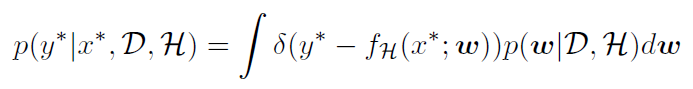 p(y*|x*, 𝒟, ℋ) = ∫ δ(y* − f_ℋ(x*; 𝒘))p(𝒘|𝒟, ℋ)d𝒘